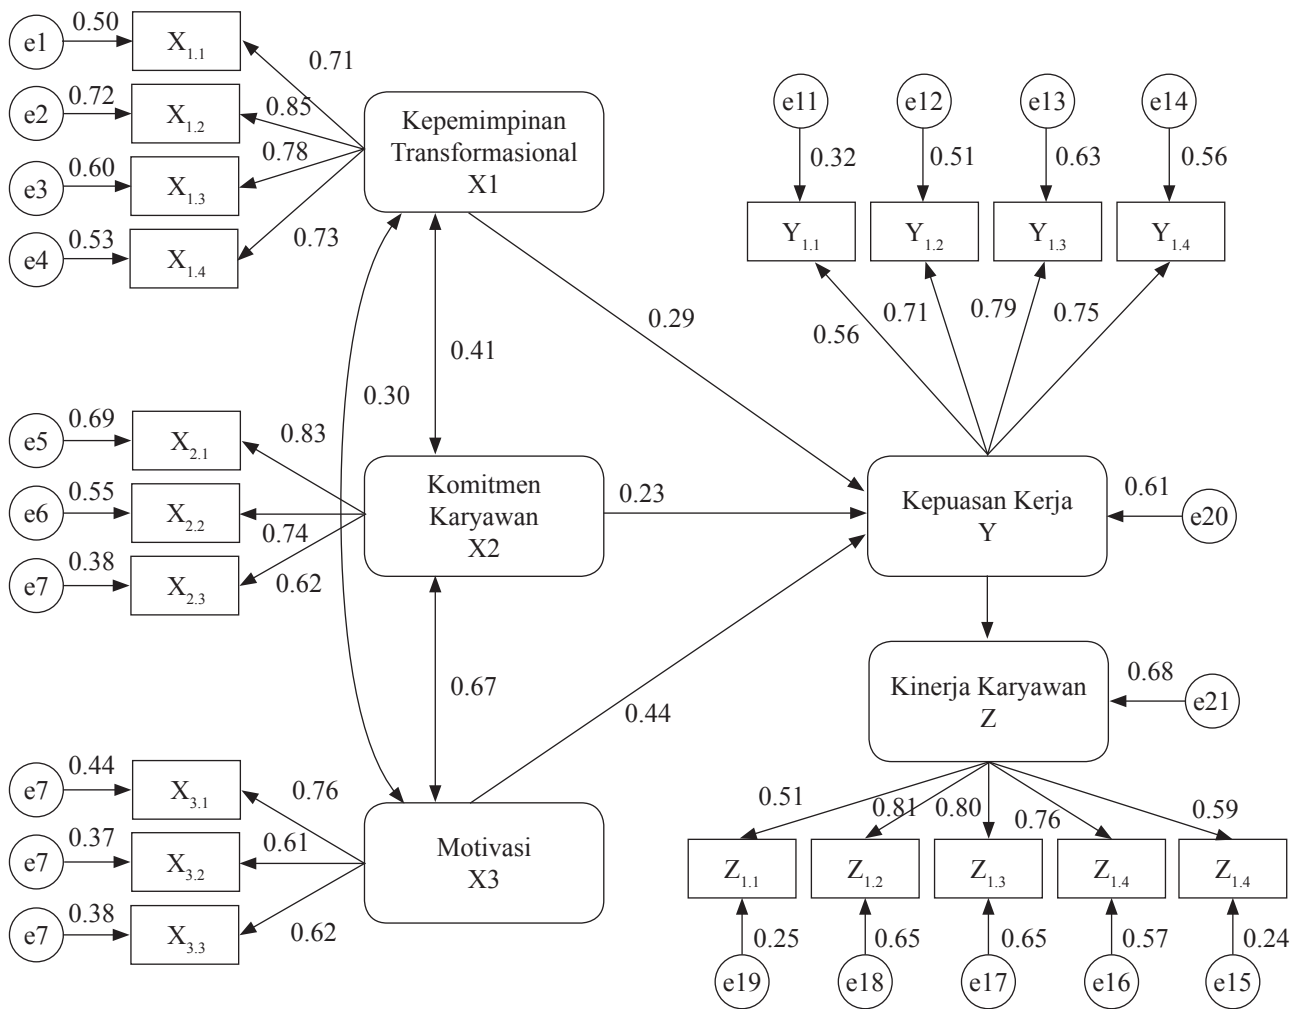 e1 0.50 X1.1
e2 0.72 X1.2
e3 0.60 X1.3
e4 0.53 X1.4
0.71
0.85
0.78
0.73
Kepemimpinan
Transformasional
X1
e5 0.69 X2.1
e6 0.55 X2.2
e7 0.38 X2.3
0.83
0.74
0.62
Komitmen
Karyawan
X2
e7 0.44 X3.1
e7 0.37 X3.2
e7 0.38 X3.3
0.76
0.61
0.62
Motivasi
X3
0.41
0.30
0.67
0.29
0.23
0.44
e11 e12 e13 e14
0.32 0.51 0.63 0.56
Y1.1 Y1.2 Y1.3 Y1.4
0.56 0.71 0.79 0.75
Kepuasan Kerja
Y
0.61 e20
Kinerja Karyawan
Z
0.68 e21
0.51 0.81 0.80 0.76 0.59
Z1.1 Z1.2 Z1.3 Z1.4 Z1.4
0.25 0.65 0.65 0.57 0.24
e19 e18 e17 e16 e15